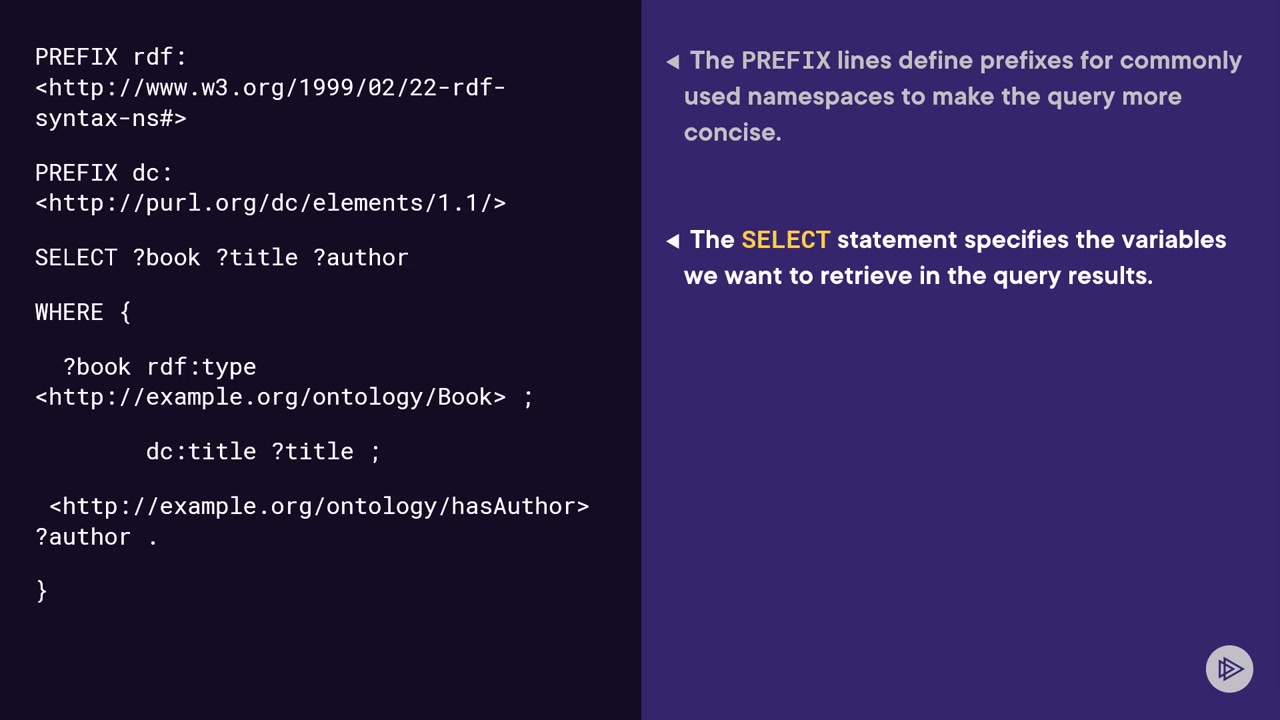 PREFIX rdf:
<http://www.w3.org/1999/02/22-rdf-
syntax-ns#>
PREFIX dc:
<http://purl.org/dc/elements/1.1/>
SELECT ?book ?title ?author
WHERE {
?book rdf:type
<http://example.org/ontology/Book> ;
dc:title ?title ;
<http://example.org/ontology/hasAuthor>
?author .
}
◄ The PREFIX lines define prefixes for commonly
used namespaces to make the query more
concise.
◄ The SELECT statement specifies the variables
we want to retrieve in the query results.